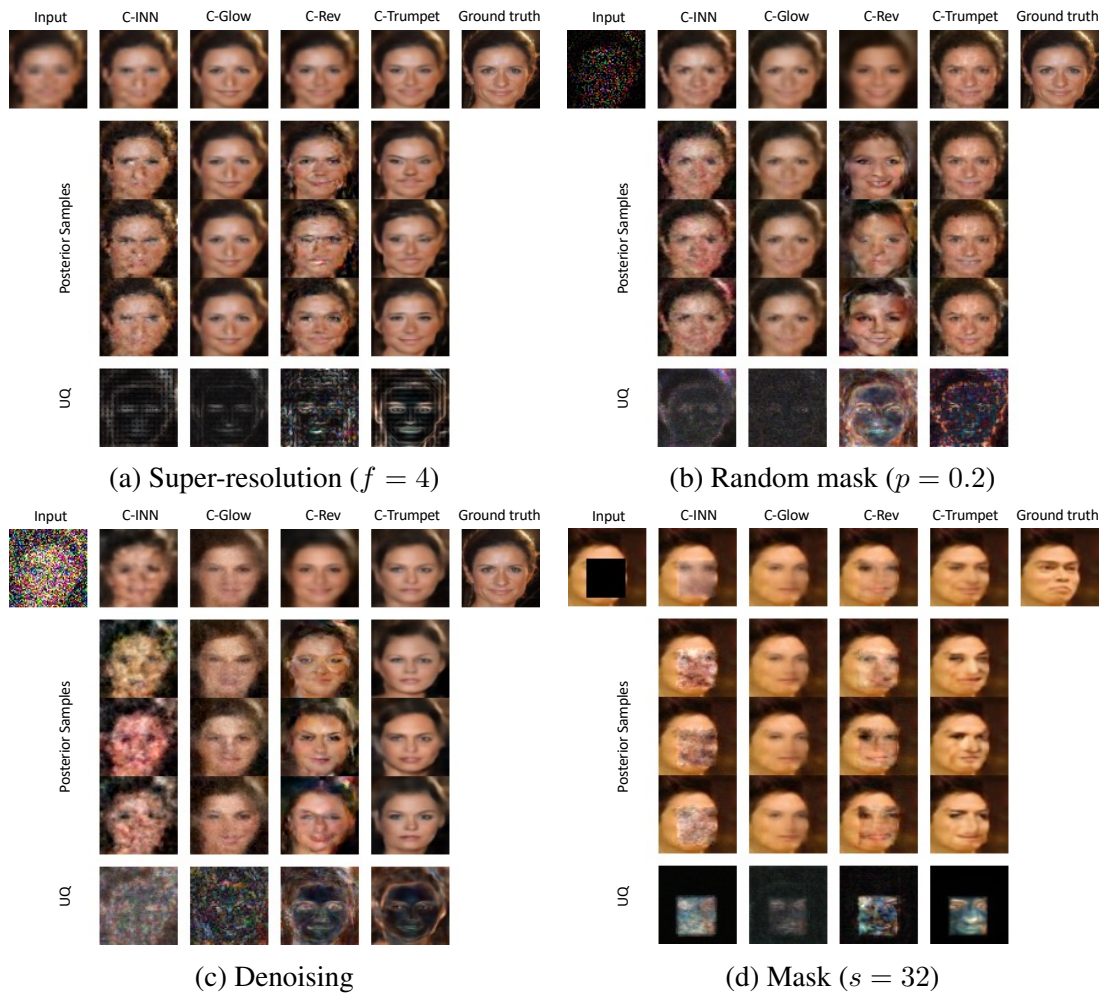 Input C-INN C-Glow C-Rev C-Trumpet Ground truth
Posterior Samples
UQ
(a) Super-resolution (f = 4)
Input C-INN C-Glow C-Rev C-Trumpet Ground truth
Posterior Samples
UQ
(b) Random mask (p = 0.2)
Input C-INN C-Glow C-Rev C-Trumpet Ground truth
Posterior Samples
UQ
(c) Denoising
Input C-INN C-Glow C-Rev C-Trumpet Ground truth
Posterior Samples
UQ
(d) Mask (s = 32)